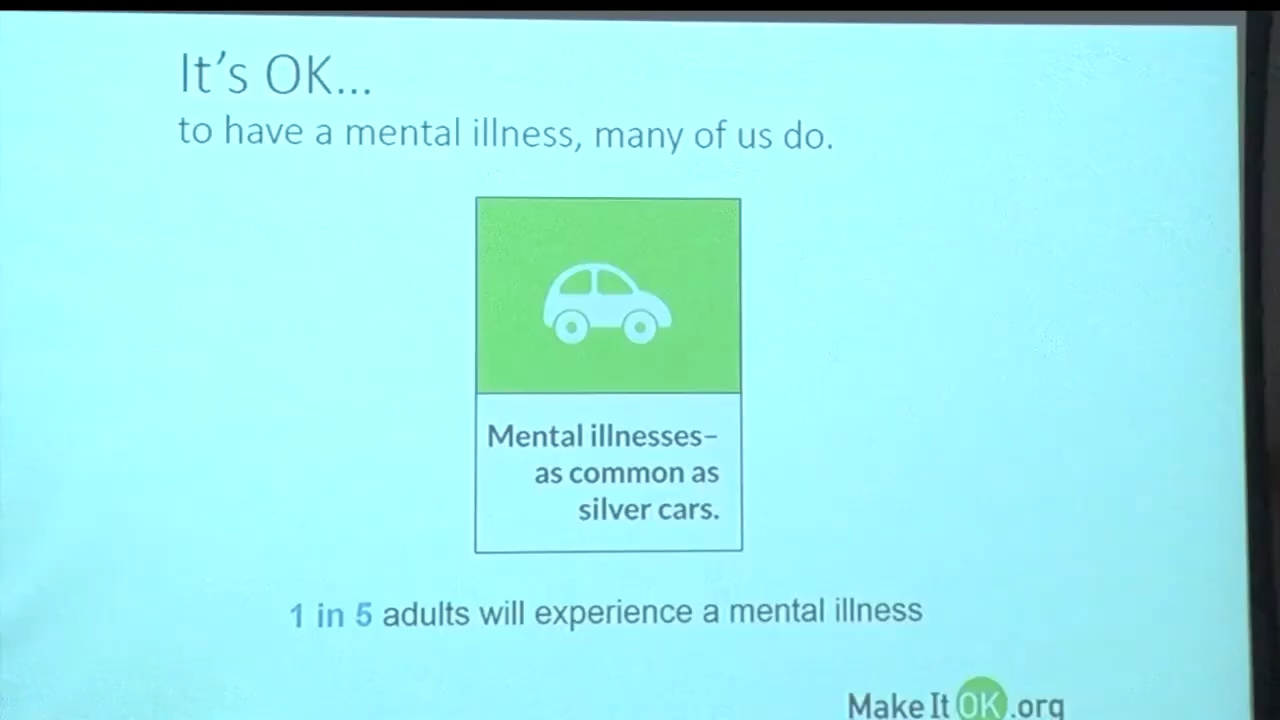 It's OK...
to have a mental illness, many of us do.
Mental illnesses–
as common as
silver cars.
1 in 5 adults will experience a mental illness
Make It OK.org